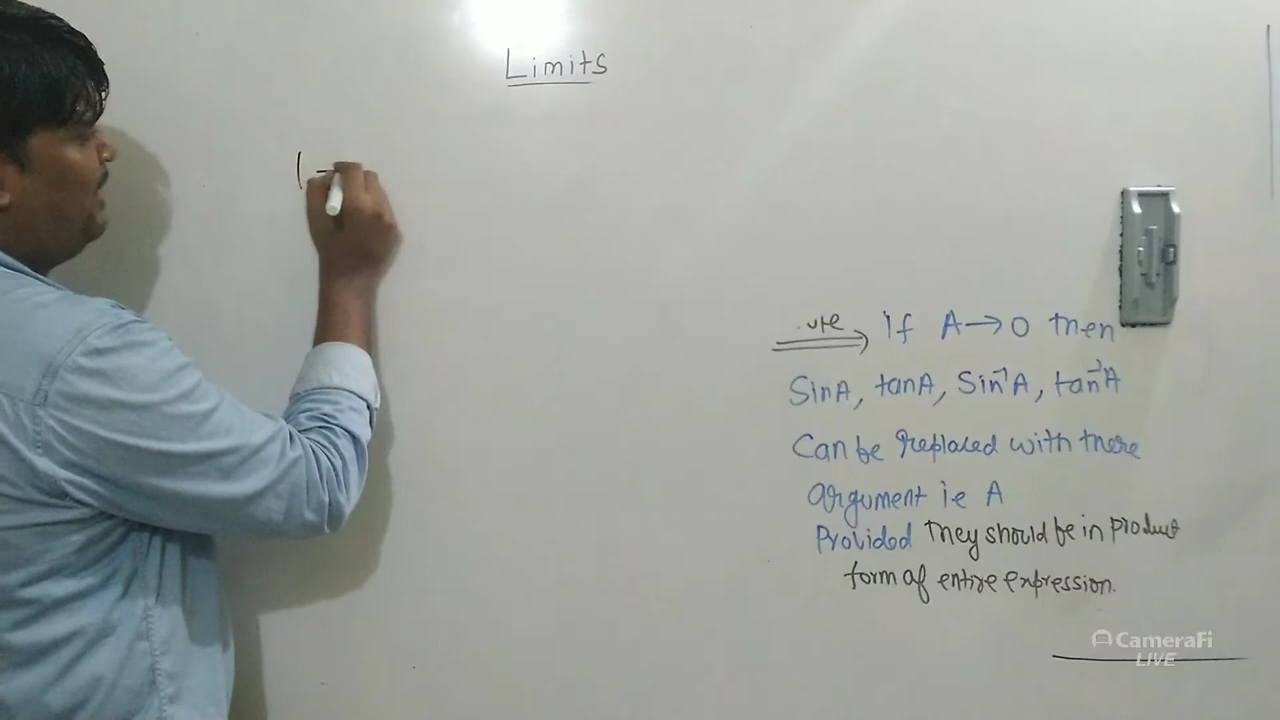 Limits
( -
if A → 0 then
SinA, tanA, Sin⁻¹A, tan⁻¹A
Can be replaced with there
argument ie A
Provided they should be in product
form of entire expression.
CameraFi
LIVE